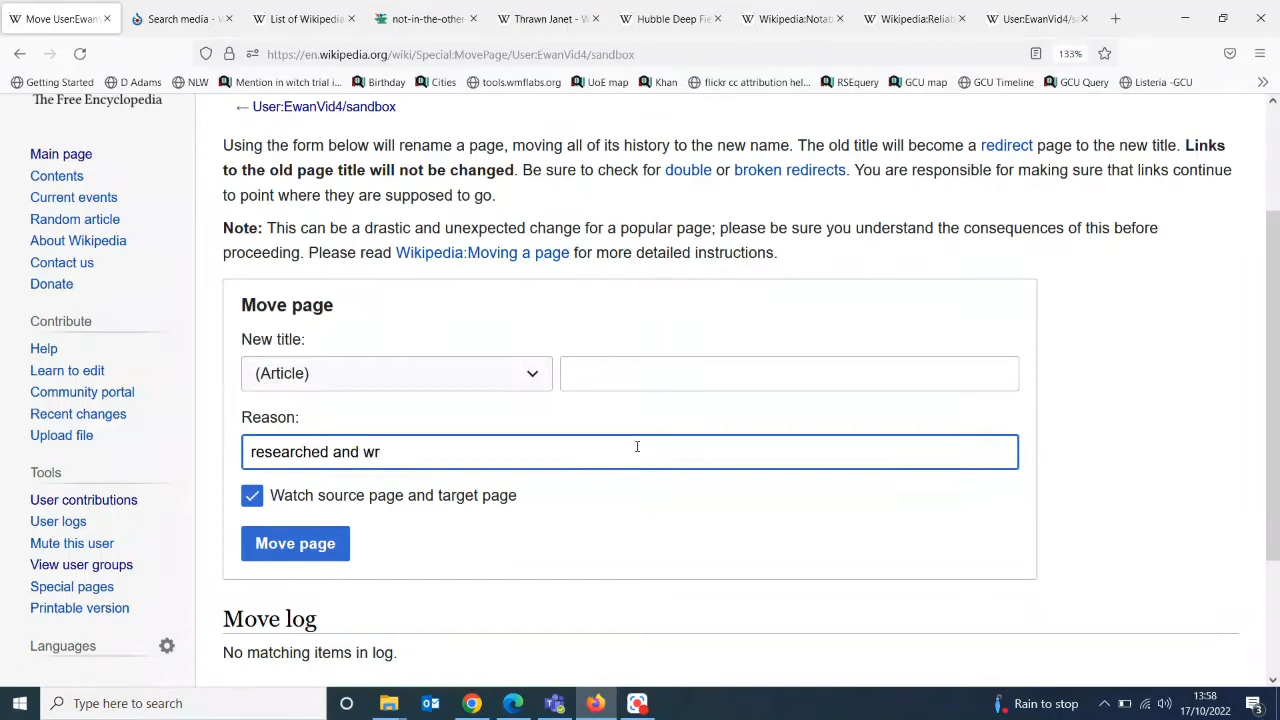 Move User:Ewan
Search media -
List of Wikipedia
not-in-the-other
Thrawn Janet - W
Hubble Deep Fie
Wikipedia:Notab
Wikipedia:Reliab
User:EwanVid4/sa
https://en.wikipedia.org/wiki/Special:MovePage/User:EwanVid4/sandbox
133%
Getting Started
D Adams
NLW
Mention in witch trial i...
Birthday
Cities
tools.wmflabs.org
UoE map
Khan
flickr cc attribution hel...
RSEquery
GCU map
GCU Timeline
GCU Query
Listeria -GCU
The Free Encyclopedia
Main page
Contents
Current events
Random article
About Wikipedia
Contact us
Donate
Contribute
Help
Learn to edit
Community portal
Recent changes
Upload file
Tools
User contributions
User logs
Mute this user
View user groups
Special pages
Printable version
Languages
← User:EwanVid4/sandbox
Using the form below will rename a page, moving all of its history to the new name. The old title will become a redirect page to the new title. Links
to the old page title will not be changed. Be sure to check for double or broken redirects. You are responsible for making sure that links continue
to point where they are supposed to go.
Note: This can be a drastic and unexpected change for a popular page; please be sure you understand the consequences of this before
proceeding. Please read Wikipedia:Moving a page for more detailed instructions.
Move page
New title:
(Article)
Reason:
researched and wr
Watch source page and target page
Move page
Move log
No matching items in log.
Type here to search
Rain to stop
13:58
17/10/2022
3